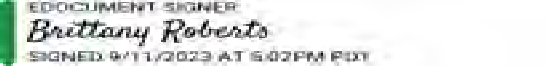 EDOCUMENT SIGNER
Brittany Roberts
SIGNED 9/11/2023 AT 5:02PM PDT